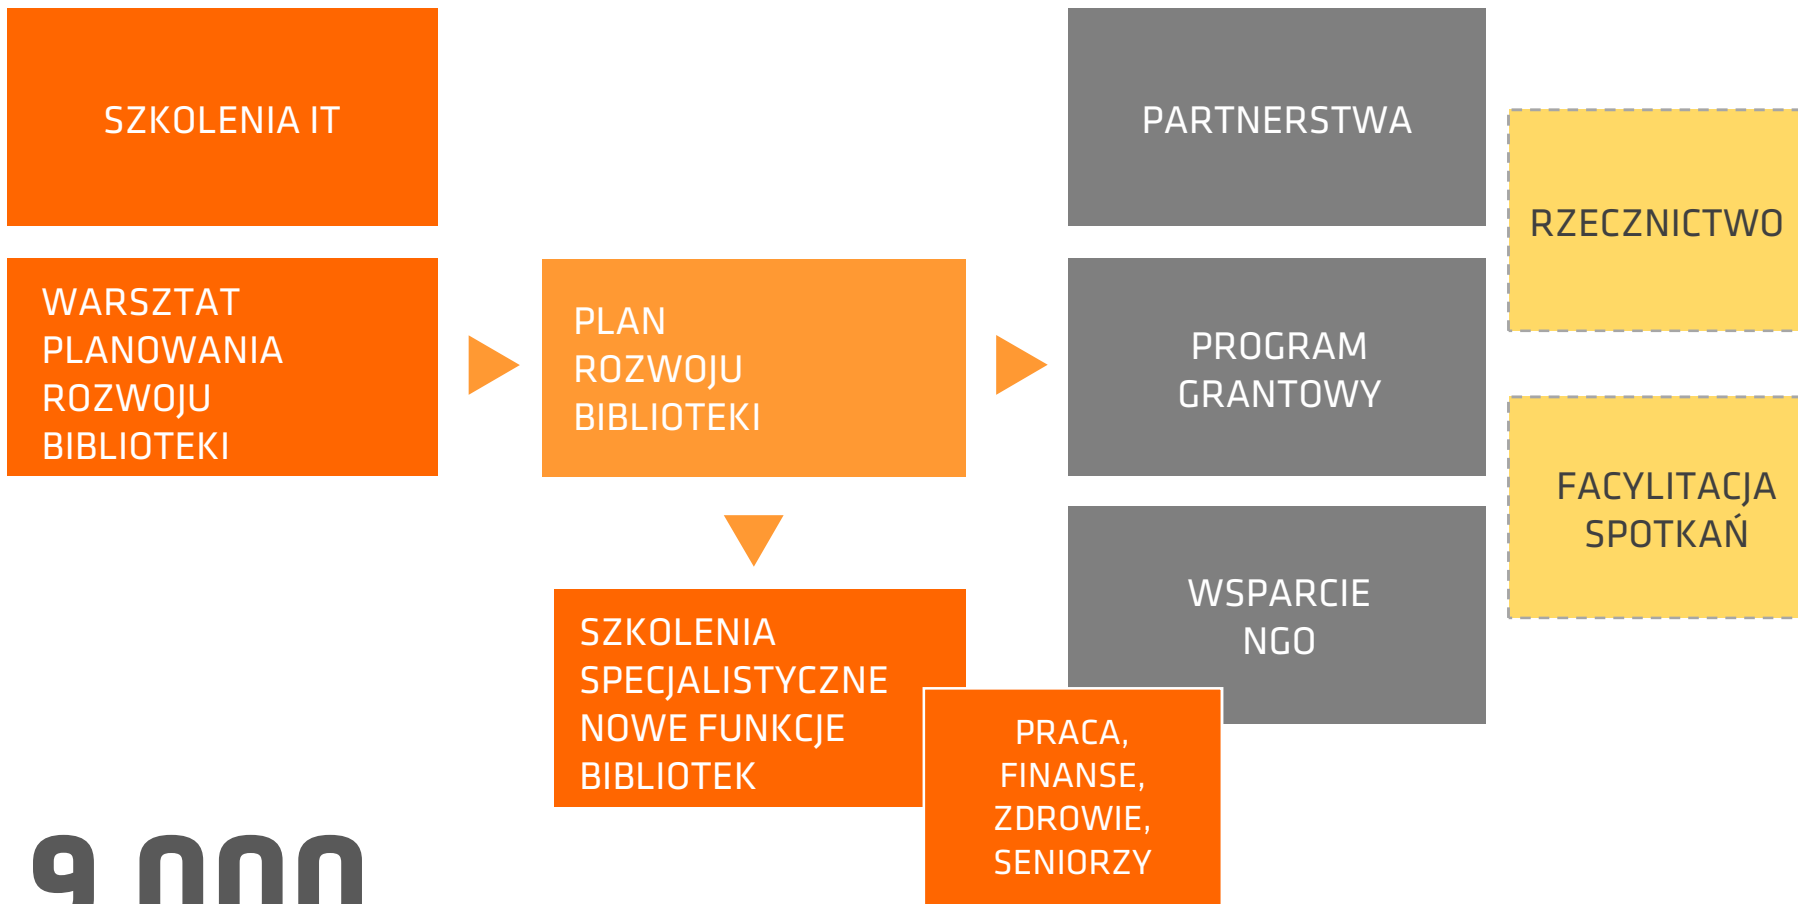 SZKOLENIA IT
PARTNERSTWA
RZECZNICTWO
WARSZTAT
PLANOWANIA
ROZWOJU
BIBLIOTEKI
PLAN
ROZWOJU
BIBLIOTEKI
PROGRAM
GRANTOWY
FACYLITACJA
SPOTKAŃ
WSPARCIE
NGO
SZKOLENIA
SPECJALISTYCZNE
NOWE FUNKCJE
BIBLIOTEK
PRACA,
FINANSE,
ZDROWIE,
SENIORZY